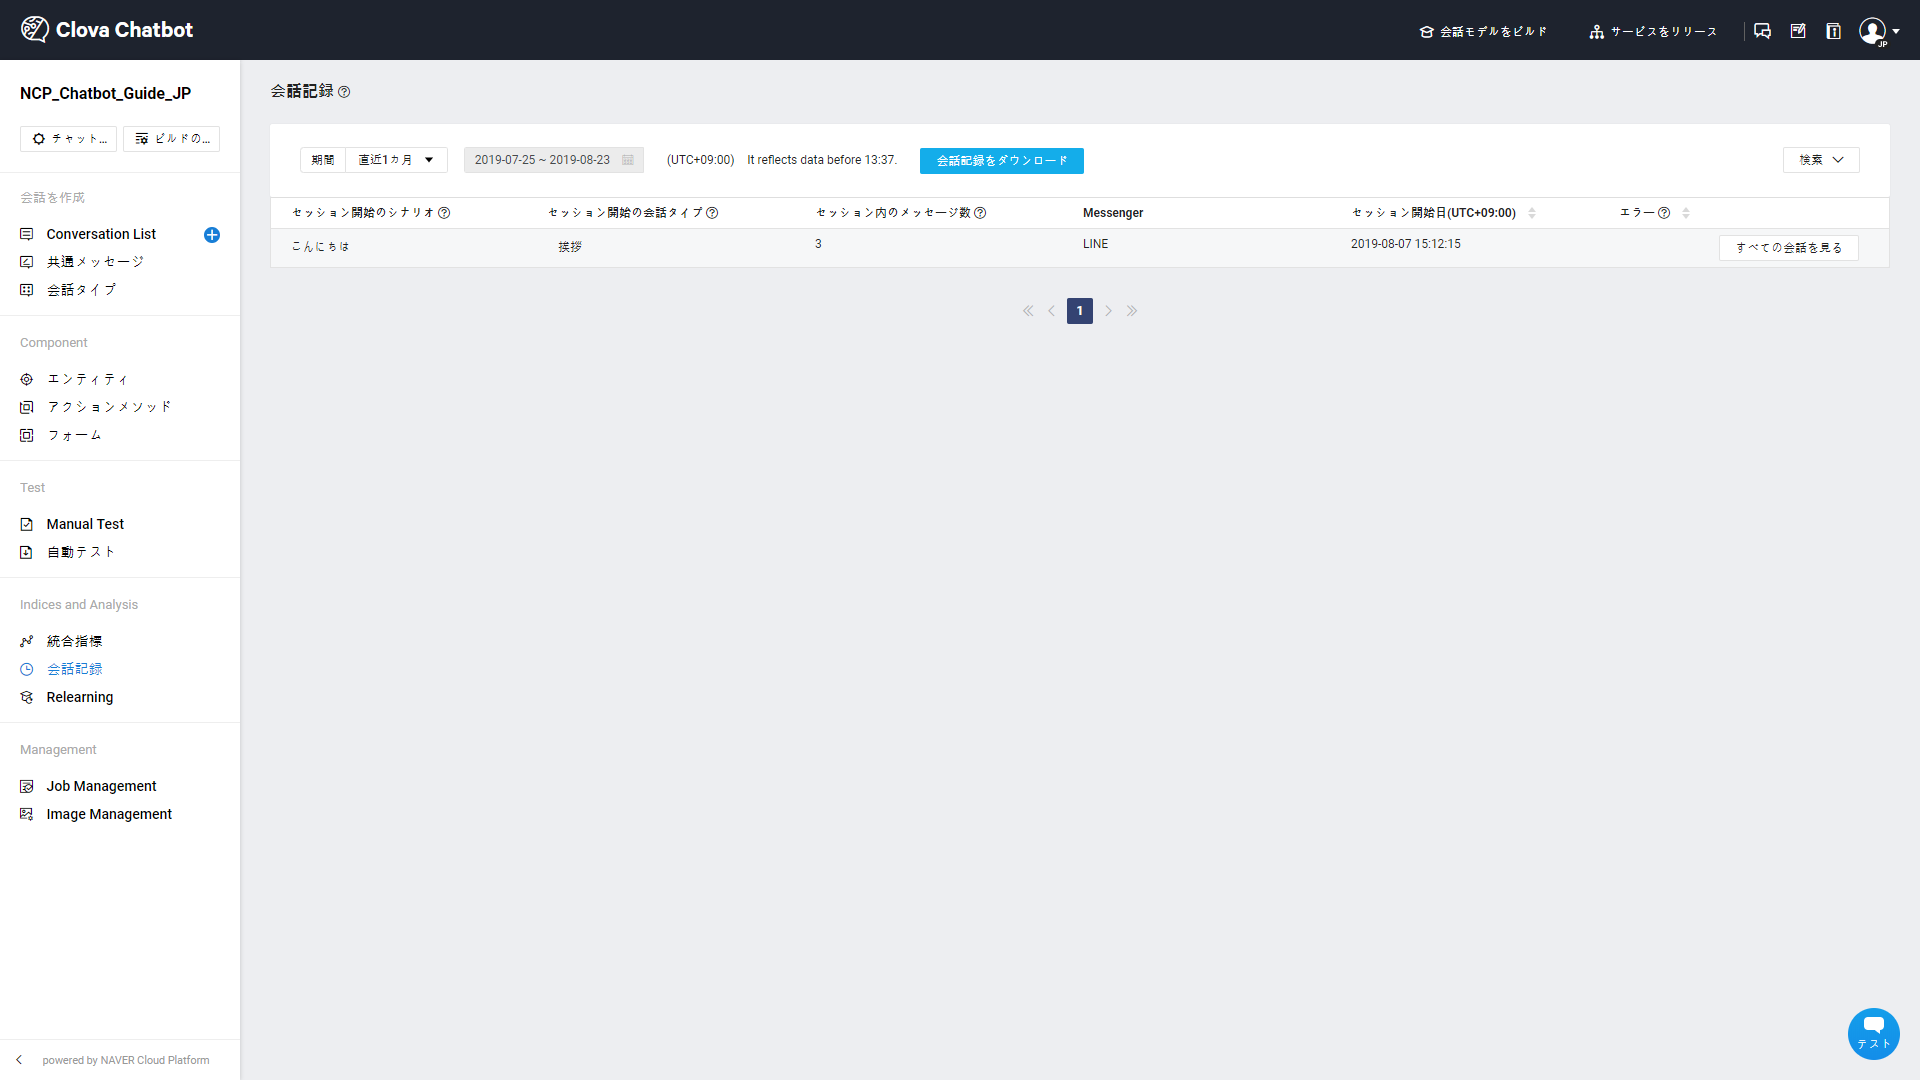 Clova Chatbot
会話モデルをビルド
サービスをリリース
JP
NCP_Chatbot_Guide_JP
チャット...
ビルドの...
会話を作成
Conversation List
共通メッセージ
会話タイプ
Component
エンティティ
アクションメソッド
フォーム
Test
Manual Test
自動テスト
Indices and Analysis
統合指標
会話記録
Relearning
Management
Job Management
Image Management
powered by NAVER Cloud Platform
会話記録
期間 直近1カ月 2019-07-25 ~ 2019-08-23 (UTC+09:00) It reflects data before 13:37. 会話記録をダウンロード 検索
セッション開始のシナリオ セッション開始の会話タイプ セッション内のメッセージ数 Messenger セッション開始日(UTC+09:00) エラー
こんにちは 挨拶 3 LINE 2019-08-07 15:12:15 すべての会話を見る
1
テスト